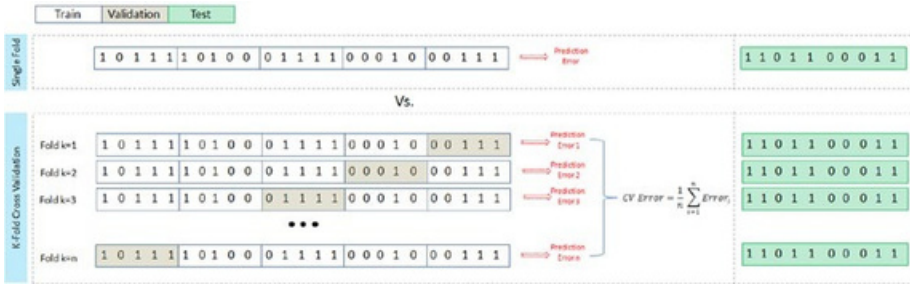 Train Validation Test
Single Fold
1 0 1 1 1 1 0 1 0 0 0 1 1 1 1 0 0 0 1 0 0 0 1 1 1
Prediction
Error
1 1 0 1 1 0 0 0 1 1
Vs.
K-Fold Cross Validation
Fold k=1
1 0 1 1 1 1 0 1 0 0 0 1 1 1 1 0 0 0 1 0 0 0 1 1 1
Prediction
Error1
1 1 0 1 1 0 0 0 1 1
Fold k=2
1 0 1 1 1 1 0 1 0 0 0 1 1 1 1 0 0 0 1 0 0 0 1 1 1
Prediction
Error2
1 1 0 1 1 0 0 0 1 1
Fold k=3
1 0 1 1 1 1 0 1 0 0 0 1 1 1 1 0 0 0 1 0 0 0 1 1 1
Prediction
Error3
CV Error = 1/n ∑ i=1 n Error i
1 1 0 1 1 0 0 0 1 1
•••
Fold k=n
1 0 1 1 1 1 0 1 0 0 0 1 1 1 1 0 0 0 1 0 0 0 1 1 1
Prediction
Error n
1 1 0 1 1 0 0 0 1 1